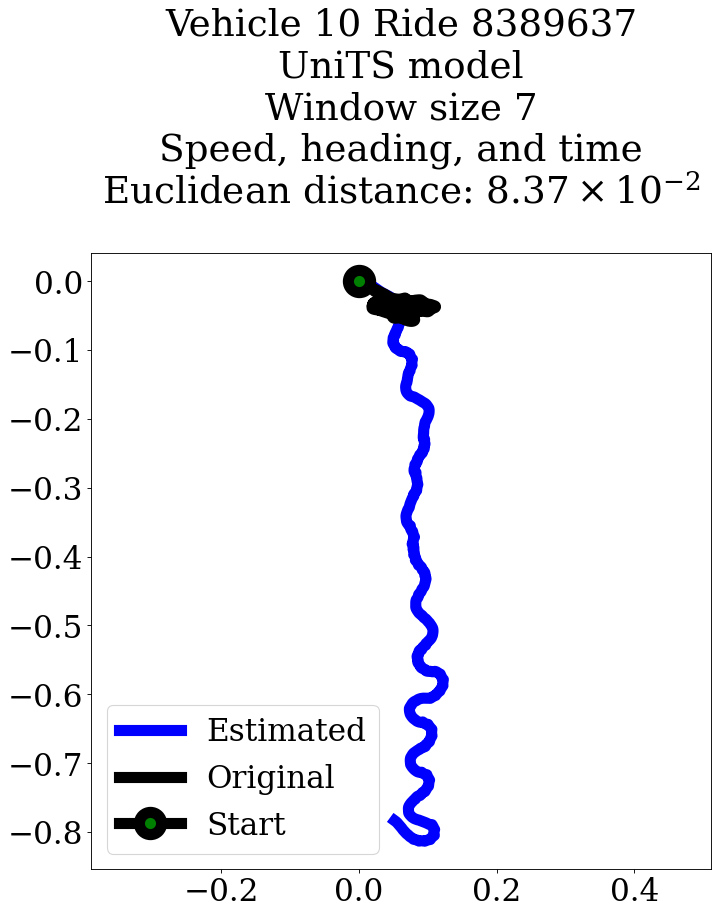 Vehicle 10 Ride 8389637
UniTS model
Window size 7
Speed, heading, and time
Euclidean distance: 8.37 × 10⁻²
0.0
−0.1
−0.2
−0.3
−0.4
−0.5
−0.6
−0.7
−0.8
Estimated
Original
Start
−0.2 0.0 0.2 0.4